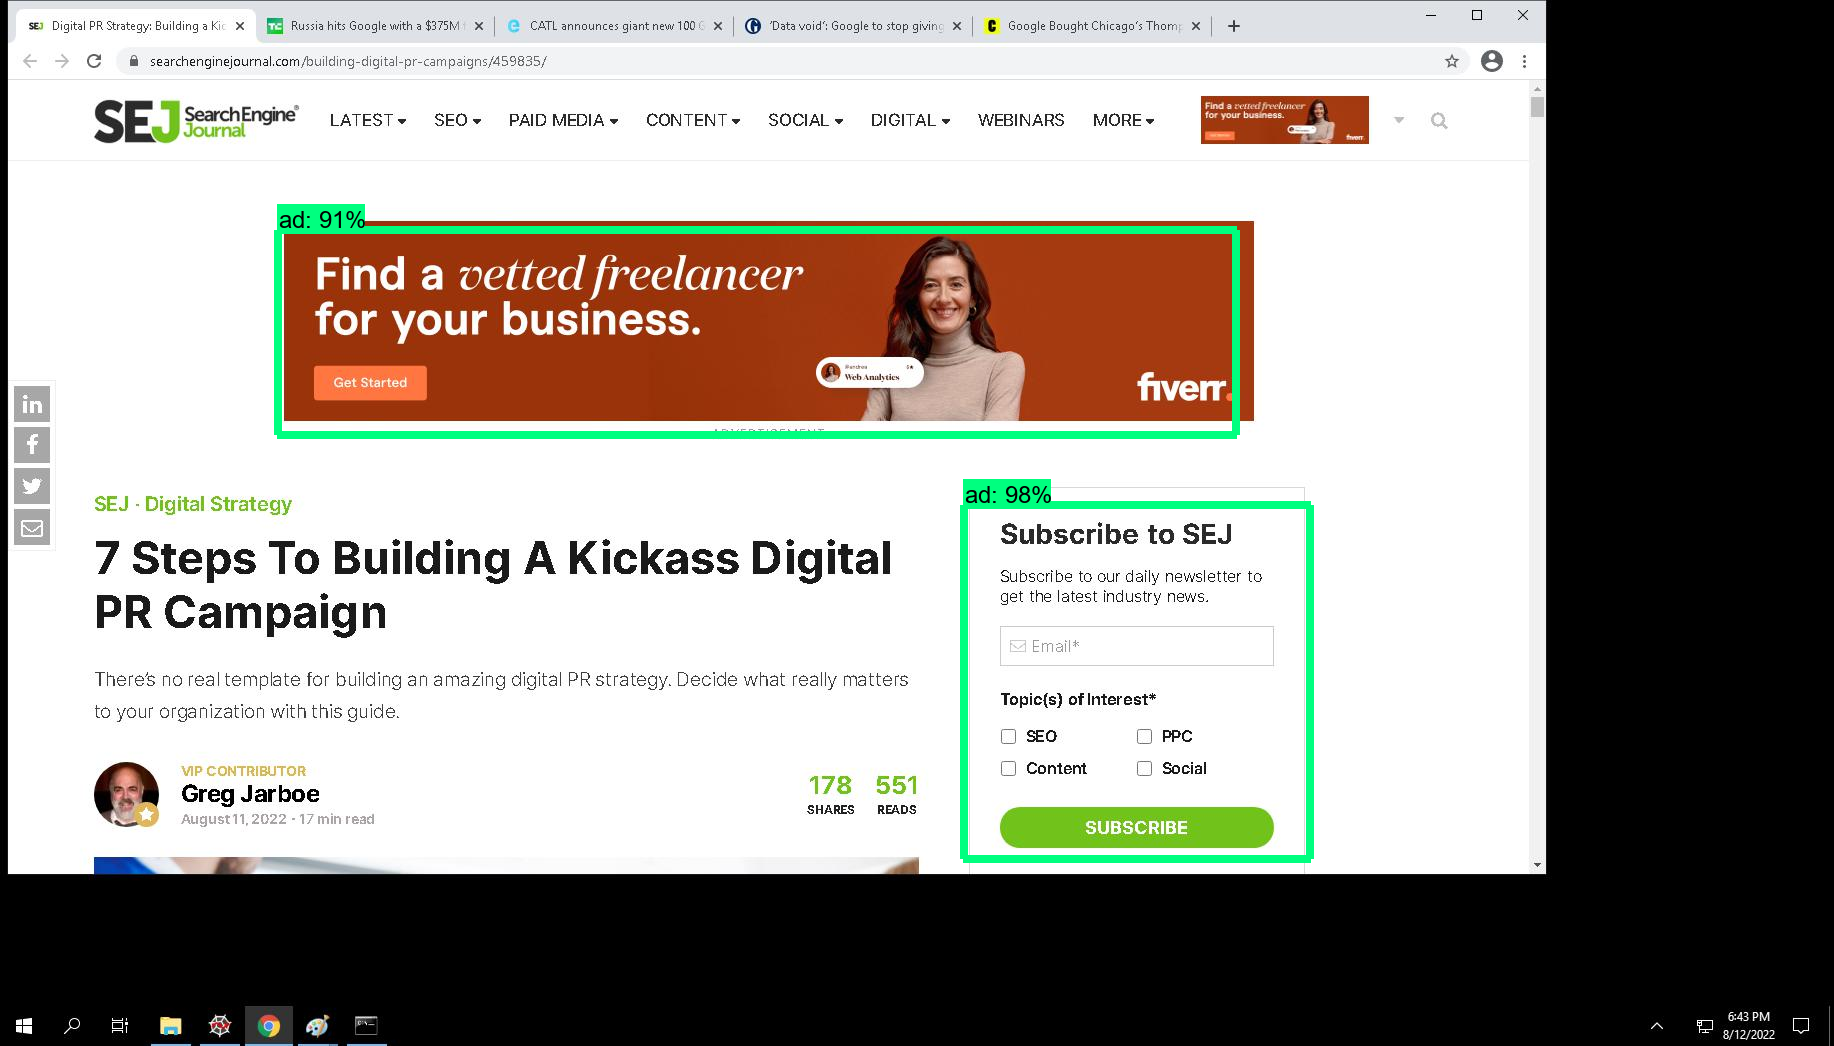 SEJ Digital PR Strategy: Building a Kic
TC Russia hits Google with a $375M f
e CATL announces giant new 100 G
'Data void': Google to stop giving
Google Bought Chicago's Thomp
searchenginejournal.com/building-digital-pr-campaigns/459835/
SEJ Search Engine Journal®
LATEST SEO PAID MEDIA CONTENT SOCIAL DIGITAL WEBINARS MORE
Find a vetted freelancer
for your business.
fiverr.
ad: 91%
Find a vetted freelancer
for your business.
Get Started
Web Analytics
fiverr.
ADVERTISEMENT
SEJ · Digital Strategy
7 Steps To Building A Kickass Digital
PR Campaign
There's no real template for building an amazing digital PR strategy. Decide what really matters
to your organization with this guide.
VIP CONTRIBUTOR
Greg Jarboe
August 11, 2022 · 17 min read
178 551
SHARES READS
ad: 98%
Subscribe to SEJ
Subscribe to our daily newsletter to
get the latest industry news.
Email*
Topic(s) of Interest*
SEO PPC
Content Social
SUBSCRIBE
6:43 PM
8/12/2022